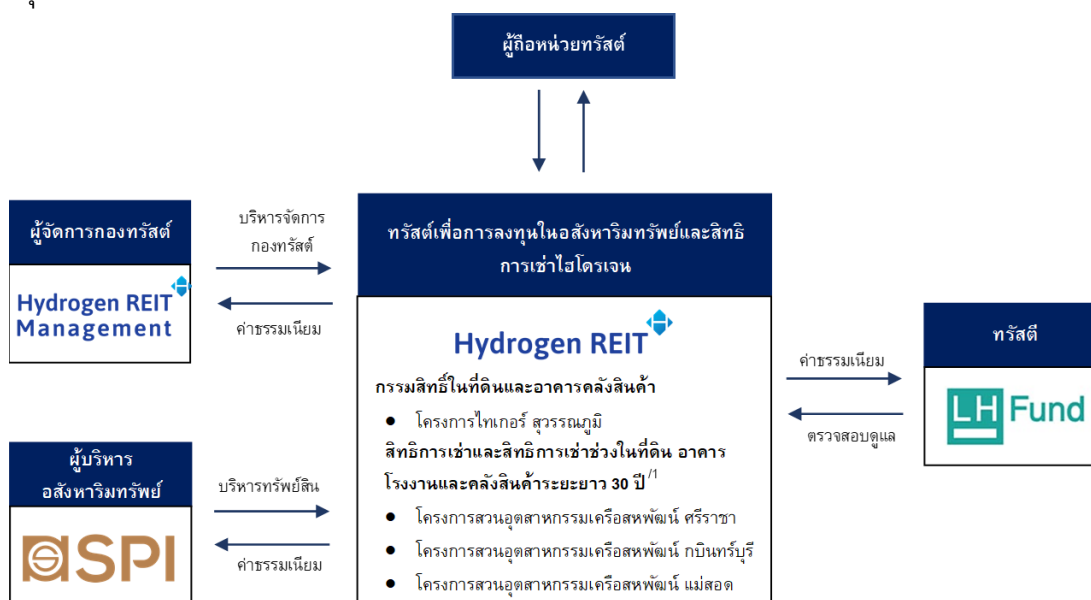 ผู้ถือหน่วยทรัสต์
ผู้จัดการกองทรัสต์
Hydrogen REIT
Management
บริหารจัดการ
กองทรัสต์
ค่าธรรมเนียม
ทรัสต์เพื่อการลงทุนในอสังหาริมทรัพย์และสิทธิ
การเช่าไฮโดรเจน
Hydrogen REIT
กรรมสิทธิ์ในที่ดินและอาคารคลังสินค้า
● โครงการไทเกอร์ สุวรรณภูมิ
สิทธิการเช่าและสิทธิการเช่าช่วงในที่ดิน อาคาร
โรงงานและคลังสินค้าระยะยาว 30 ปี/1
● โครงการสวนอุตสาหกรรมเครือสหพัฒน์ ศรีราชา
● โครงการสวนอุตสาหกรรมเครือสหพัฒน์ กบินทร์บุรี
● โครงการสวนอุตสาหกรรมเครือสหพัฒน์ แม่สอด
ค่าธรรมเนียม
ตรวจสอบดูแล
ทรัสตี
LH Fund
ผู้บริหาร
อสังหาริมทรัพย์
SPI
บริหารทรัพย์สิน
ค่าธรรมเนียม